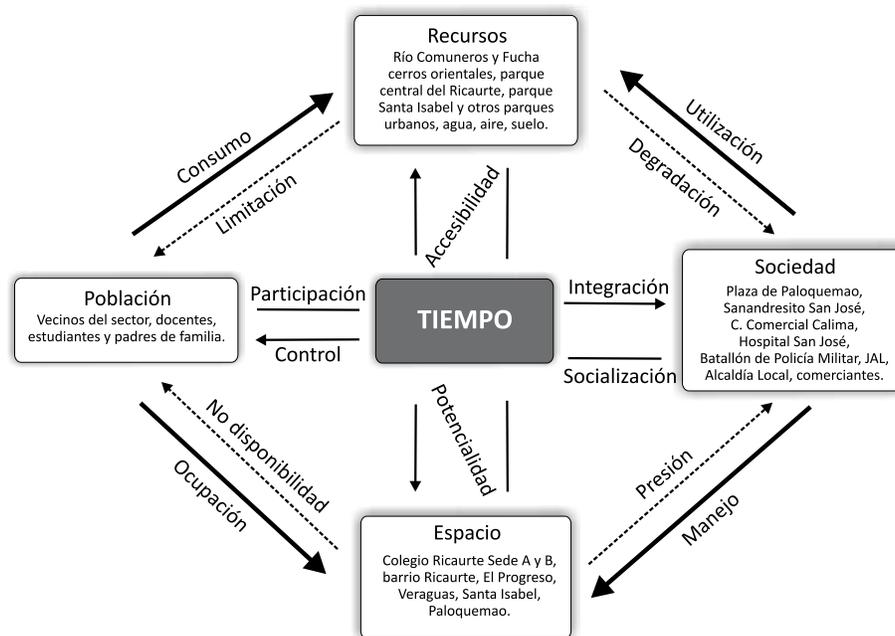 Recursos
Río Comuneros y Fucha
cerros orientales, parque
central del Ricaurte, parque
Santa Isabel y otros parques
urbanos, agua, aire, suelo.
Consumo
Limitación
Utilización
Degradación
Accesibilidad
Población
Vecinos del sector, docentes,
estudiantes y padres de familia.
Participación
Control
TIEMPO
Integración
Socialización
Sociedad
Plaza de Paloquemao,
Sanandresito San José,
C. Comercial Calima,
Hospital San José,
Batallón de Policía Militar, JAL,
Alcaldía Local, comerciantes.
No disponibilidad
Ocupación
Potencialidad
Presión
Manejo
Espacio
Colegio Ricaurte Sede A y B,
barrio Ricaurte, El Progreso,
Veraguas, Santa Isabel,
Paloquemao.